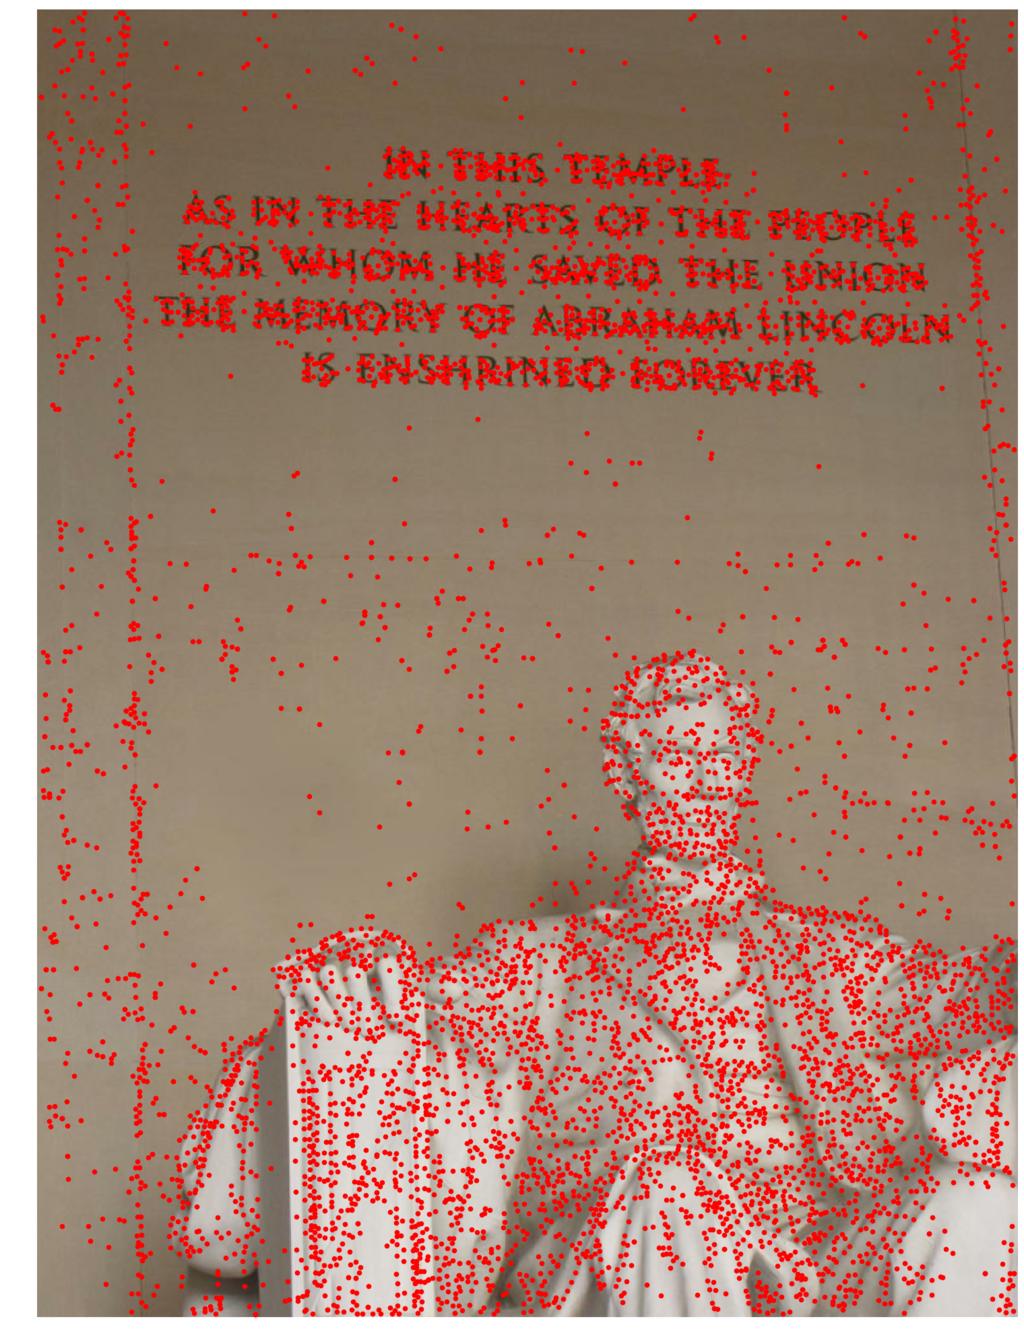 IN THIS TEMPLE
AS IN THE HEARTS OF THE PEOPLE
FOR WHOM HE SAVED THE UNION
THE MEMORY OF ABRAHAM LINCOLN
IS ENSHRINED FOREVER